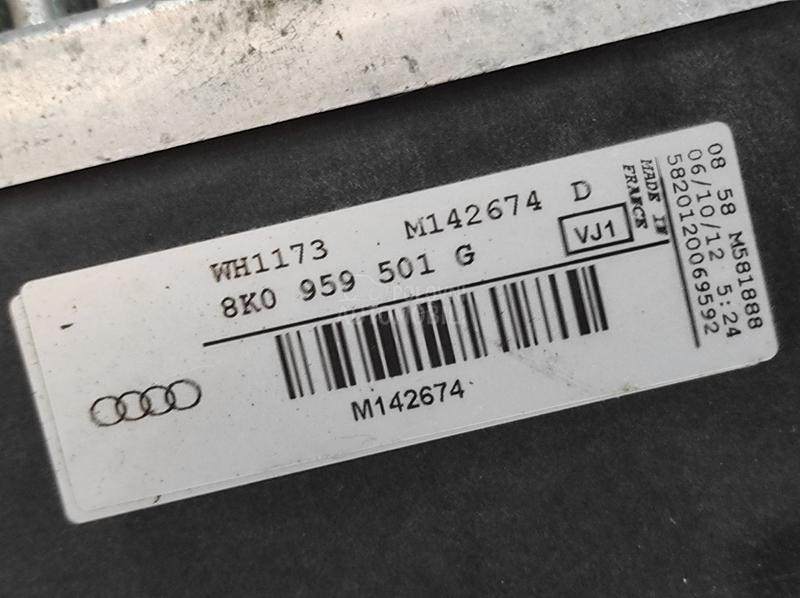 WH1173 M142674 D
8K0 959 501 G
VJ1
MADE IN
FRANCE
M142674
08 58 M581888
06/10/12 5:24
5820120069592